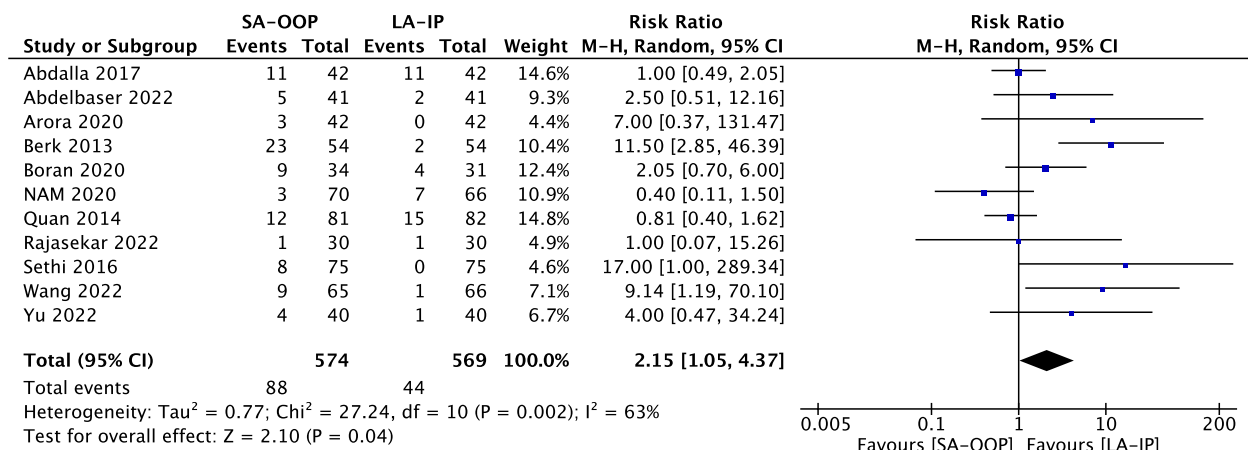 SA-OOP LA-IP Risk Ratio Risk Ratio
Study or Subgroup Events Total Events Total Weight M-H, Random, 95% CI M-H, Random, 95% CI
Abdalla 2017 11 42 11 42 14.6% 1.00 [0.49, 2.05]
Abdelbaser 2022 5 41 2 41 9.3% 2.50 [0.51, 12.16]
Arora 2020 3 42 0 42 4.4% 7.00 [0.37, 131.47]
Berk 2013 23 54 2 54 10.4% 11.50 [2.85, 46.39]
Boran 2020 9 34 4 31 12.4% 2.05 [0.70, 6.00]
NAM 2020 3 70 7 66 10.9% 0.40 [0.11, 1.50]
Quan 2014 12 81 15 82 14.8% 0.81 [0.40, 1.62]
Rajasekar 2022 1 30 1 30 4.9% 1.00 [0.07, 15.26]
Sethi 2016 8 75 0 75 4.6% 17.00 [1.00, 289.34]
Wang 2022 9 65 1 66 7.1% 9.14 [1.19, 70.10]
Yu 2022 4 40 1 40 6.7% 4.00 [0.47, 34.24]
Total (95% CI) 574 569 100.0% 2.15 [1.05, 4.37]
Total events 88 44
Heterogeneity: Tau² = 0.77; Chi² = 27.24, df = 10 (P = 0.002); I² = 63%
Test for overall effect: Z = 2.10 (P = 0.04)
0.005 0.1 1 10 200
Favours [SA-OOP] Favours [LA-IP]